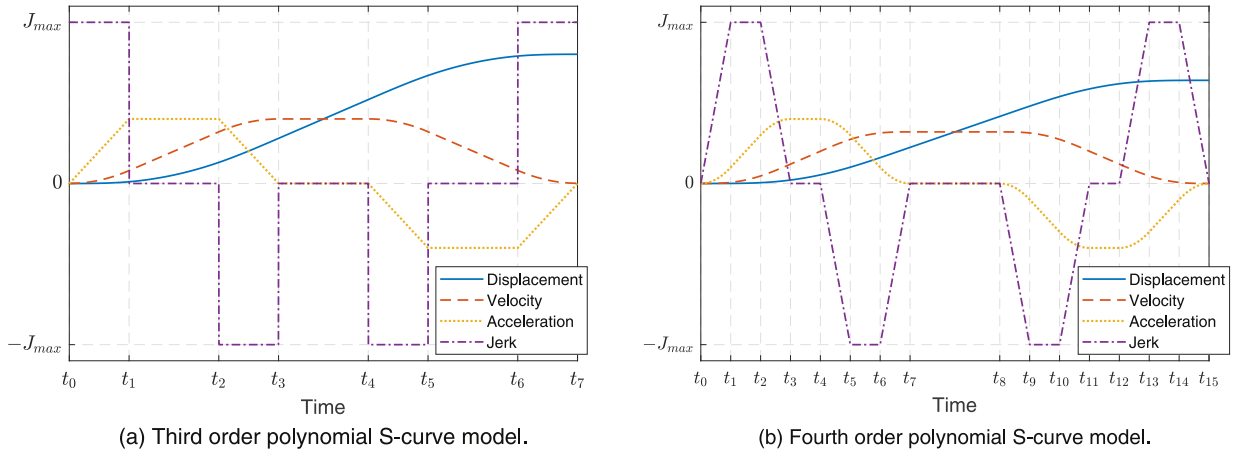 J_max
0
−J_max
t_0 t_1 t_2 t_3 t_4 t_5 t_6 t_7
Time
Displacement
Velocity
Acceleration
Jerk
(a) Third order polynomial S-curve model.
J_max
0
−J_max
t_0 t_1 t_2 t_3 t_4 t_5 t_6 t_7 t_8 t_9 t_10 t_11 t_12 t_13 t_14 t_15
Time
Displacement
Velocity
Acceleration
Jerk
(b) Fourth order polynomial S-curve model.